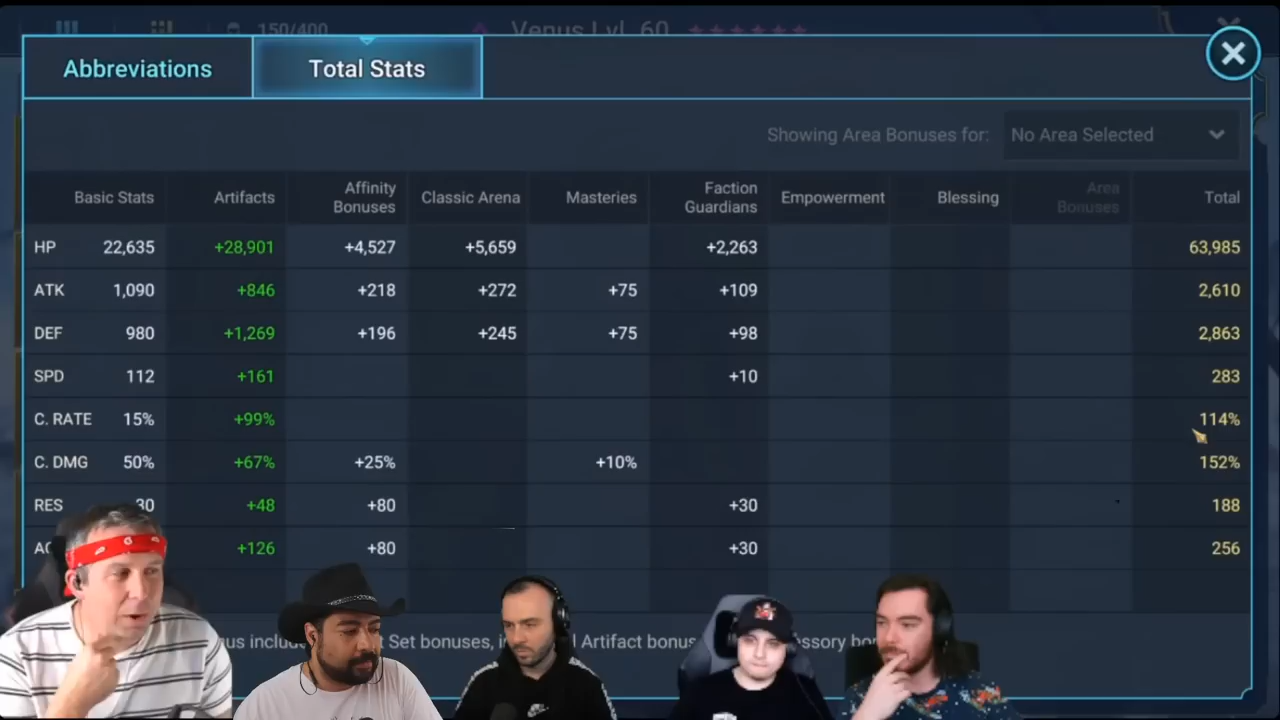 150/400 Venus Lvl 60
Abbreviations Total Stats
Showing Area Bonuses for: No Area Selected
Basic Stats Artifacts Affinity Bonuses Classic Arena Masteries Faction Guardians Empowerment Blessing Area Bonuses Total
HP 22,635 +28,901 +4,527 +5,659 +2,263 63,985
ATK 1,090 +846 +218 +272 +75 +109 2,610
DEF 980 +1,269 +196 +245 +75 +98 2,863
SPD 112 +161 +10 283
C. RATE 15% +99% 114%
C. DMG 50% +67% +25% +10% 152%
RES 30 +48 +80 +30 188
+126 +80 +30 256
Set bonuses, Artifact